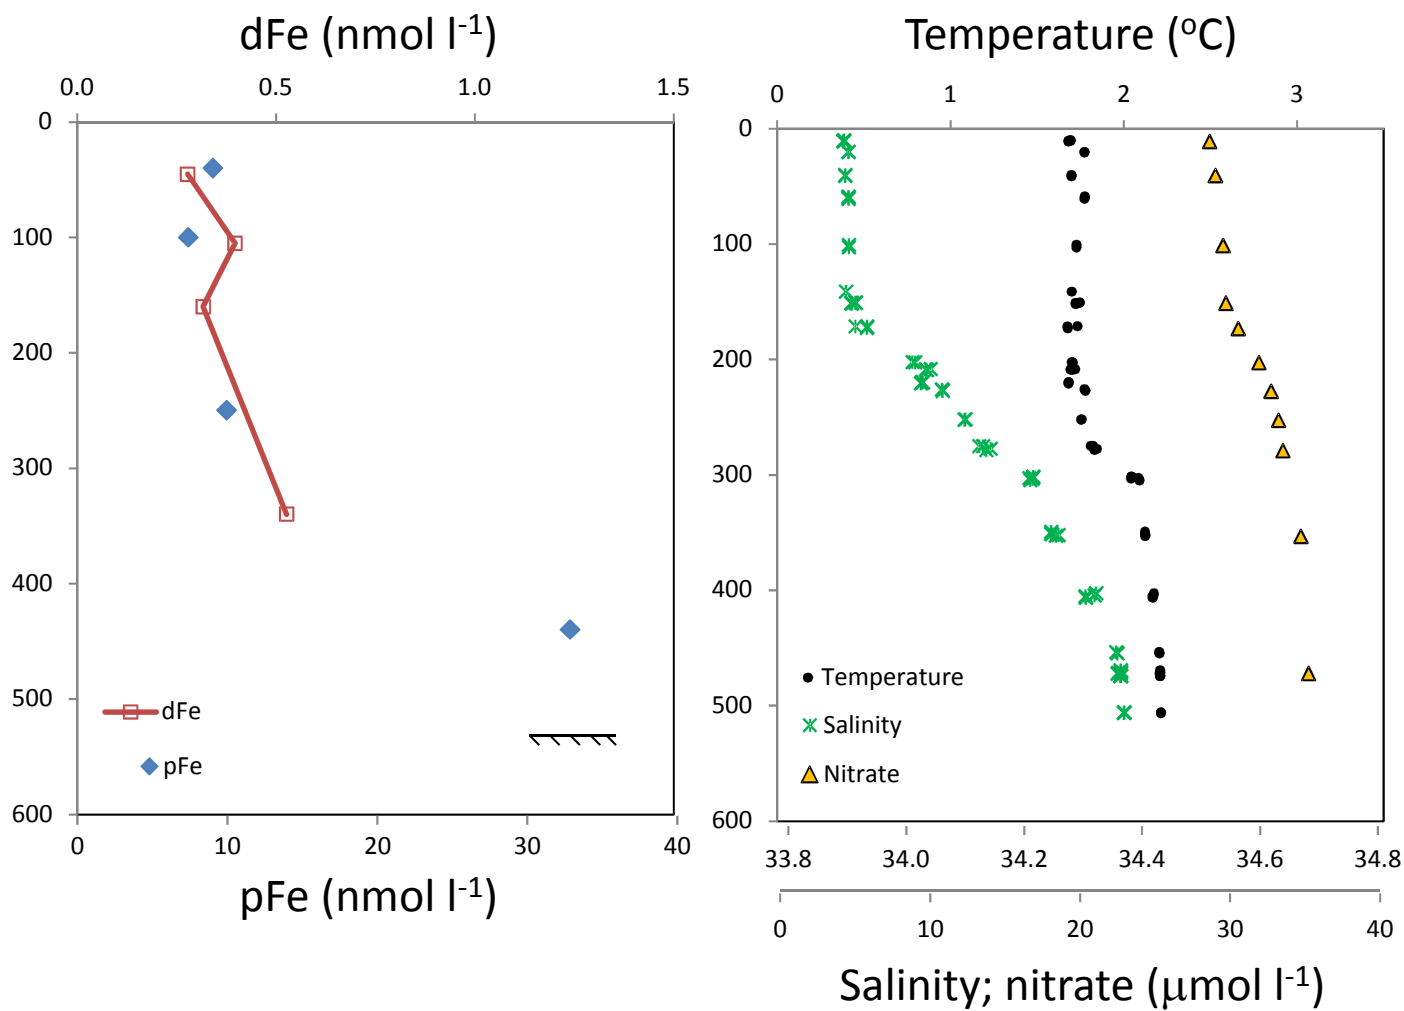 dFe (nmol l-1)
0.0 0.5 1.0 1.5
0
100
200
300
400
500
600
dFe
pFe
0 10 20 30 40
pFe (nmol l-1)
Temperature (oC)
0 1 2 3
0
100
200
300
400
500
600
Temperature
Salinity
Nitrate
33.8 34.0 34.2 34.4 34.6 34.8
0 10 20 30 40
Salinity; nitrate (μmol l-1)